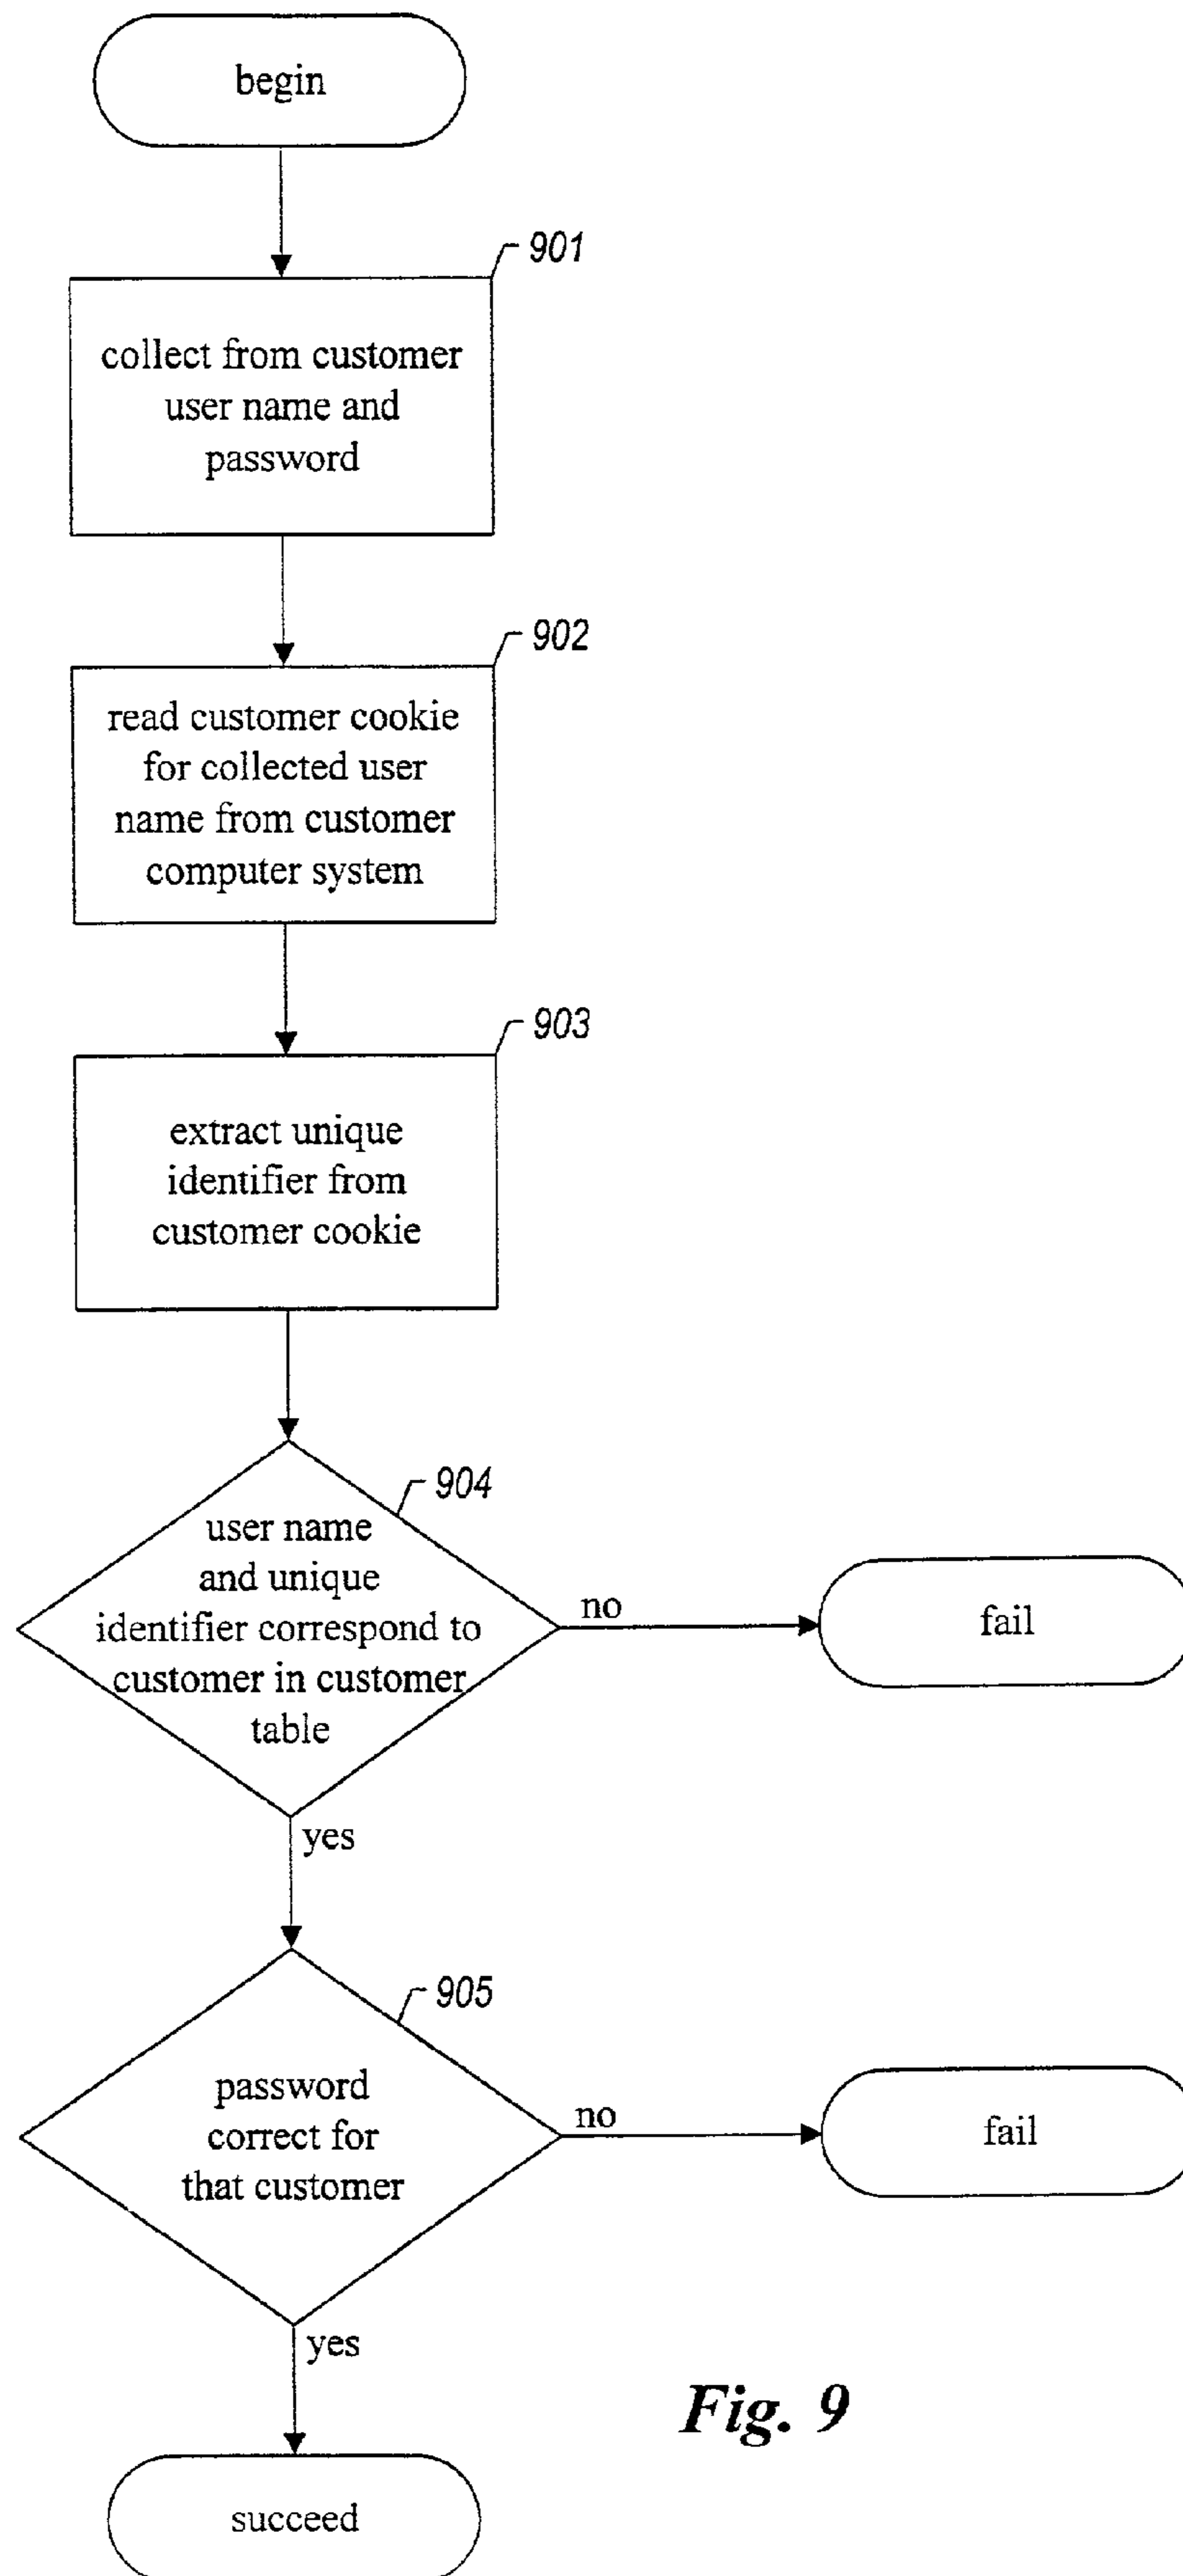 begin
901
collect from customer
user name and
password
902
read customer cookie
for collected user
name from customer
computer system
903
extract unique
identifier from
customer cookie
904
user name
and unique
identifier correspond to
customer in customer
table
no
fail
yes
905
password
correct for
that customer
no
fail
yes
Fig. 9
succeed